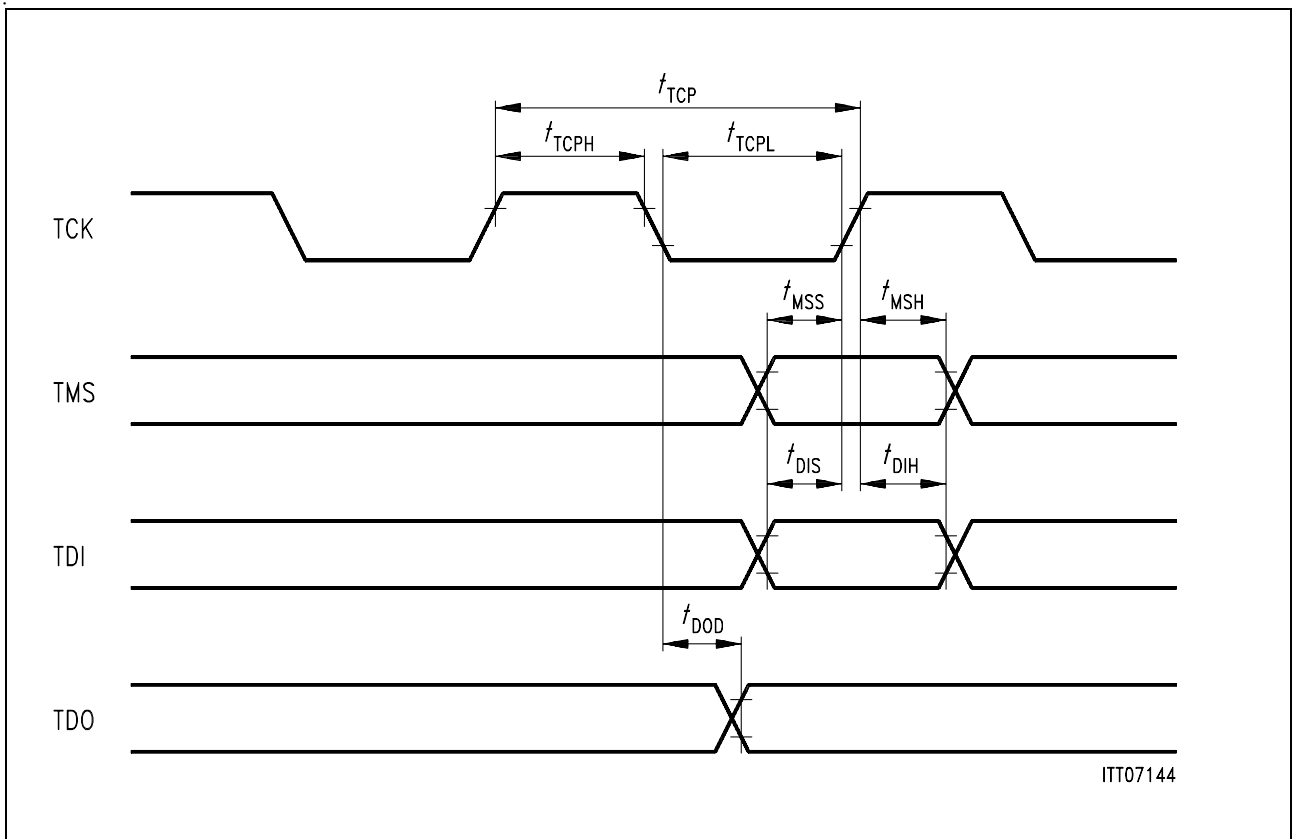 tTCP
tTCPH
tTCPL
TCK
tMSS
tMSH
TMS
tDIS
tDIH
TDI
tDOD
TDO
ITT07144